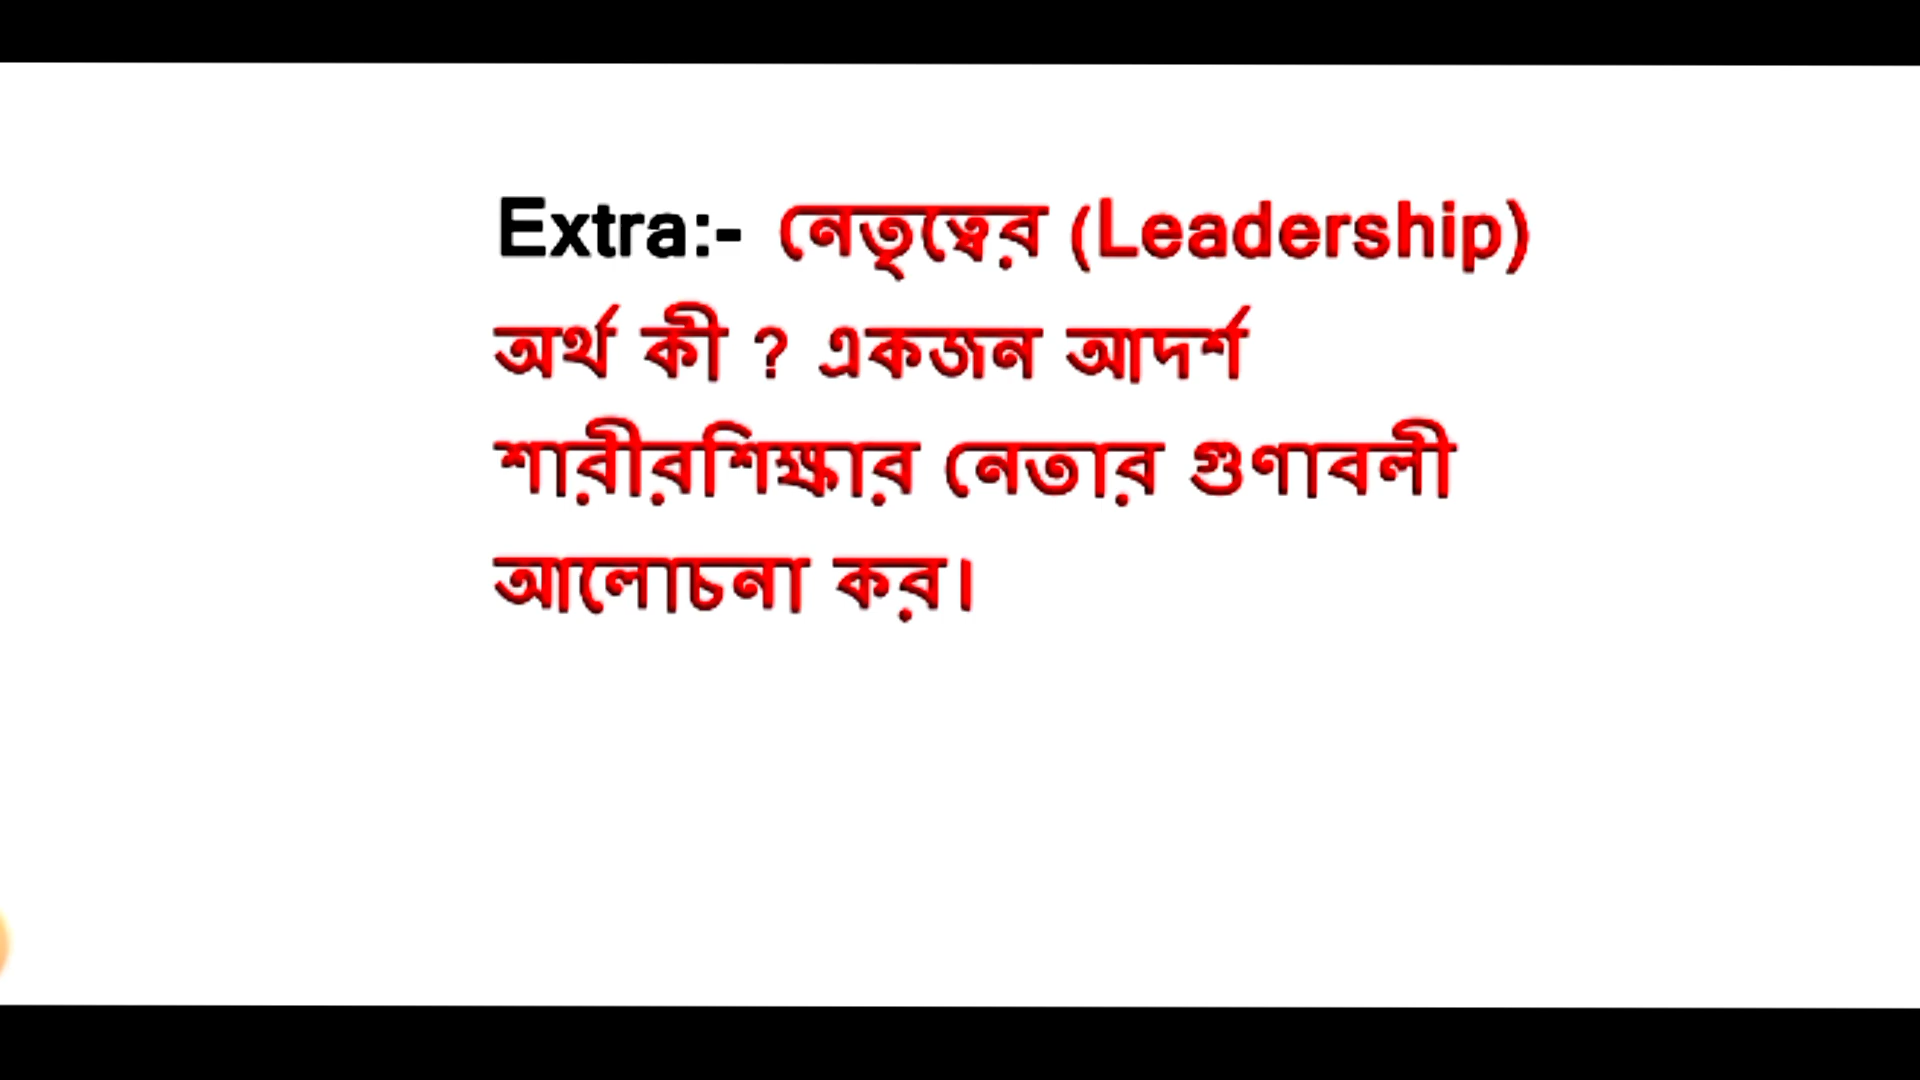 Extra:- নেতৃত্বের (Leadership)
অর্থ কী ? একজন আদর্শ
শারীরশিক্ষার নেতার গুণাবলী
আলোচনা কর।